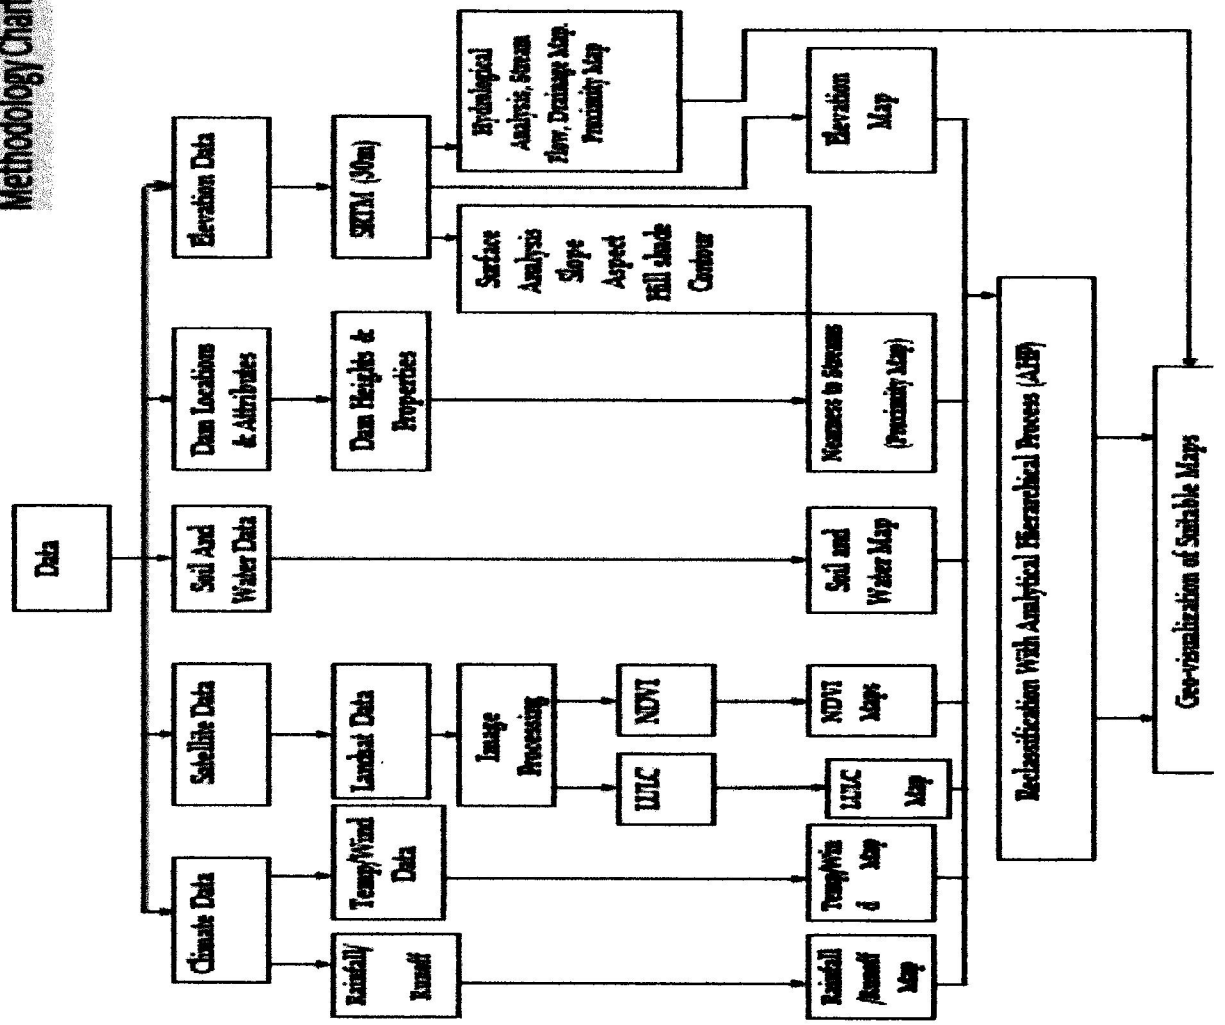 Methodology Chart
Data
Climate Data
Satellite Data
Soil And
Water Data
Dam Locations
& Attributes
Elevation Data
Rainfall/
Runoff
Temp/Wind
Data
Landsat Data
Dam Heights &
Properties
SRTM (30m)
Image
Processing
Surface
Analysis
Slope
Aspect
Hill shade
Contour
Hydrological
Analysis, Stream
Flow, Drainage Map.
Proximity Map
LULC
NDVI
Rainfall
/Runoff
Map
Temp/Win
d Map
LULC
Map
NDVI
Maps
Soil and
Water Map
Nearness to Streams
(Proximity Map)
Elevation
Map
Reclassification With Analytical Hierarchical Process (AHP)
Geo-visualization of Suitable Maps